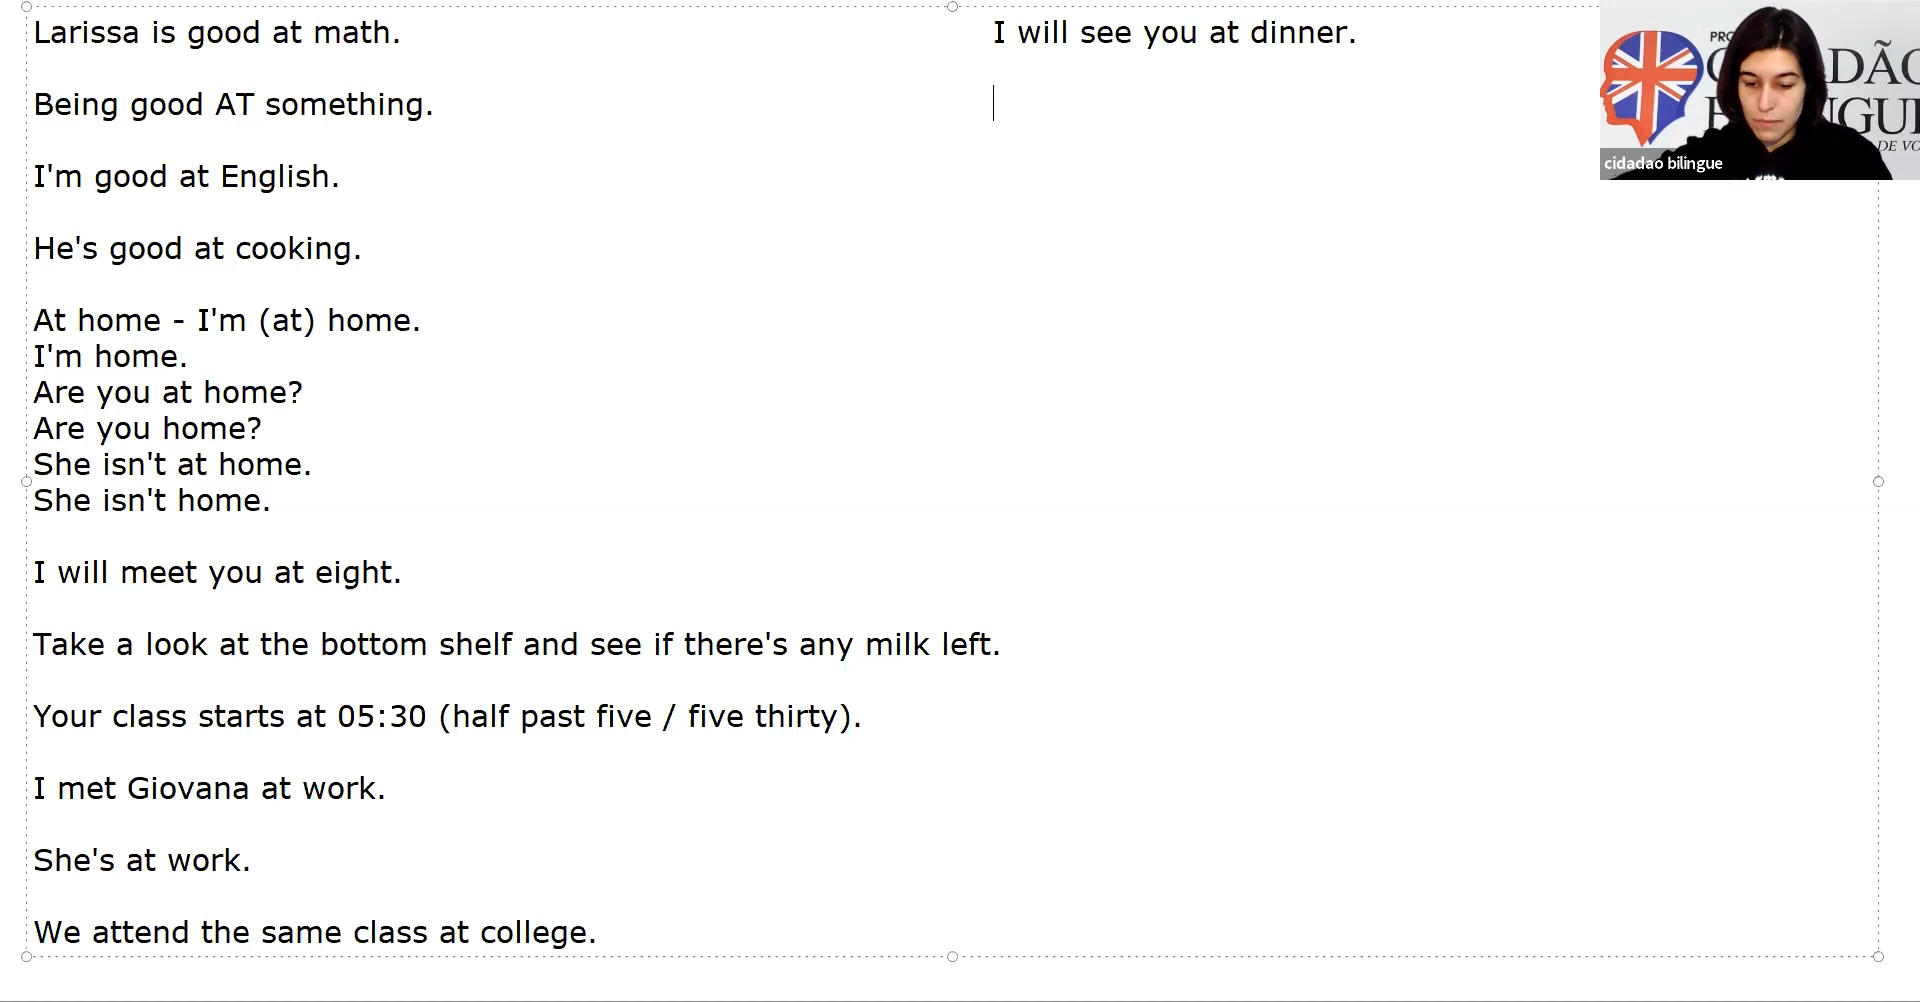 Larissa is good at math.
Being good AT something.
I'm good at English.
He's good at cooking.
At home - I'm (at) home.
I'm home.
Are you at home?
Are you home?
She isn't at home.
She isn't home.
I will meet you at eight.
Take a look at the bottom shelf and see if there's any milk left.
Your class starts at 05:30 (half past five / five thirty).
I met Giovana at work.
She's at work.
We attend the same class at college.
I will see you at dinner.
cidadao bilingue